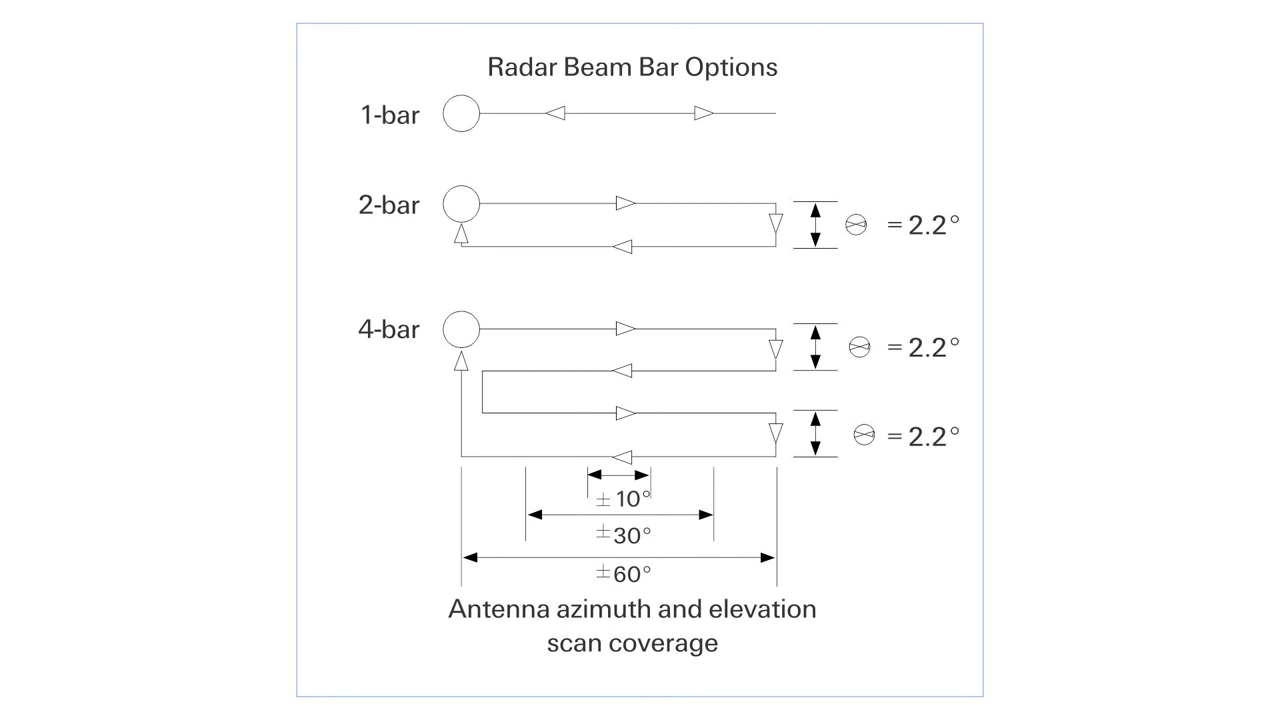 Radar Beam Bar Options
1-bar
2-bar
= 2.2°
4-bar
= 2.2°
= 2.2°
± 10°
±30°
±60°
Antenna azimuth and elevation
scan coverage